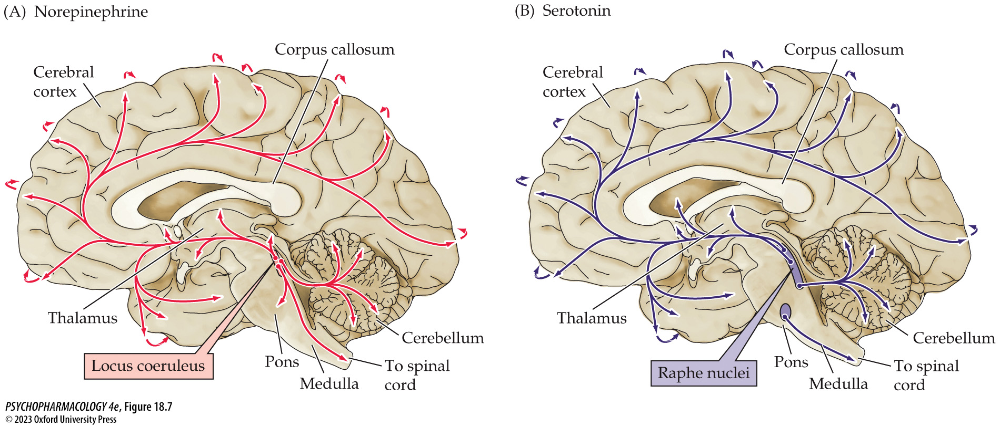 (A) Norepinephrine
Corpus callosum
Cerebral
cortex
Thalamus
Locus coeruleus
Pons
Medulla
Cerebellum
To spinal
cord
(B) Serotonin
Corpus callosum
Cerebral
cortex
Thalamus
Raphe nuclei
Pons
Medulla
Cerebellum
To spinal
cord
PSYCHOPHARMACOLOGY 4e, Figure 18.7
© 2023 Oxford University Press